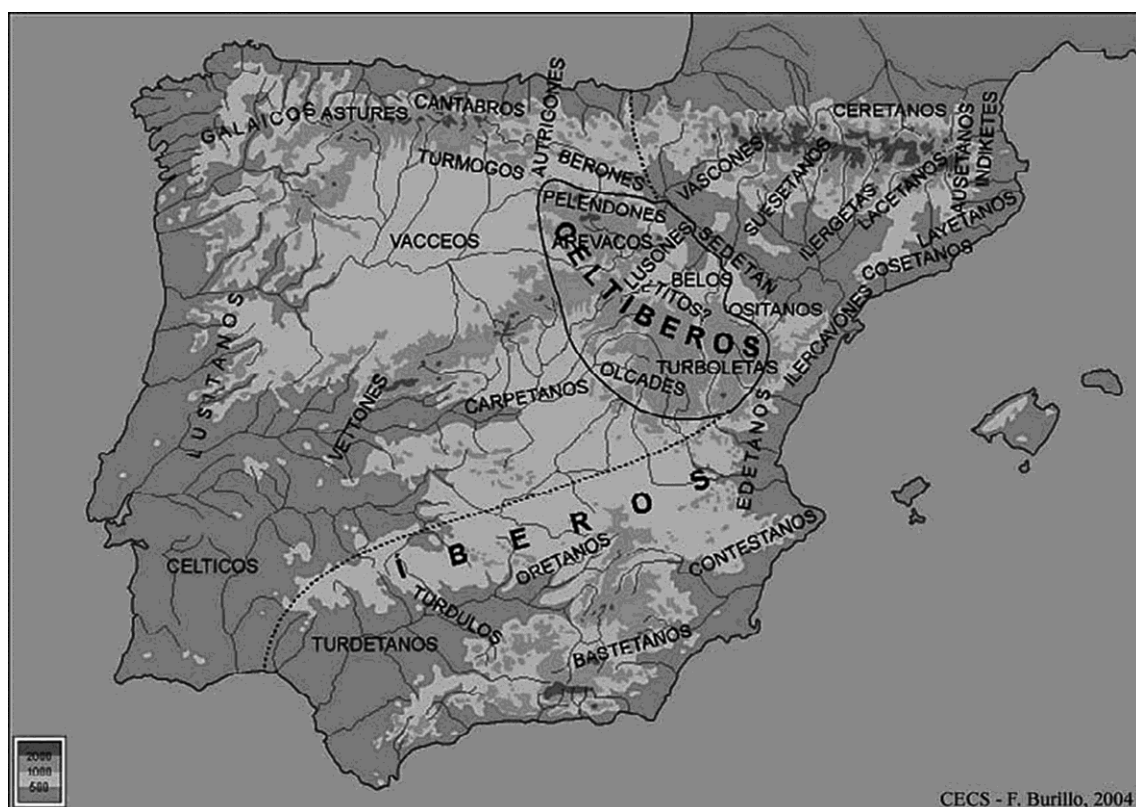 CANTABROS
AUTRIGONES
CERETANOS
AUSETANOS
INDIKETES
GALAICOS
ASTURES
TURMOGOS
BERONES
VASCONES
SUESETANOS
ILERGETAS
LACETANOS
LAYETANOS
COSETANOS
PELENDONES
VACCEOS
AREVACOS
LUSONES
SEDETAN
BELOS
¿TITOS?
OSITANOS
CELTÍBEROS
ILERCAVONES
TURBOLETAS
OLCADES
LUSITANOS
VETTONES
CARPETANOS
EDETANOS
ÍBEROS
ORETANOS
CONTESTANOS
CELTICOS
TURDULOS
TURDETANOS
BASTETANOS
2000
1000
500
CECS - F. Burillo, 2004